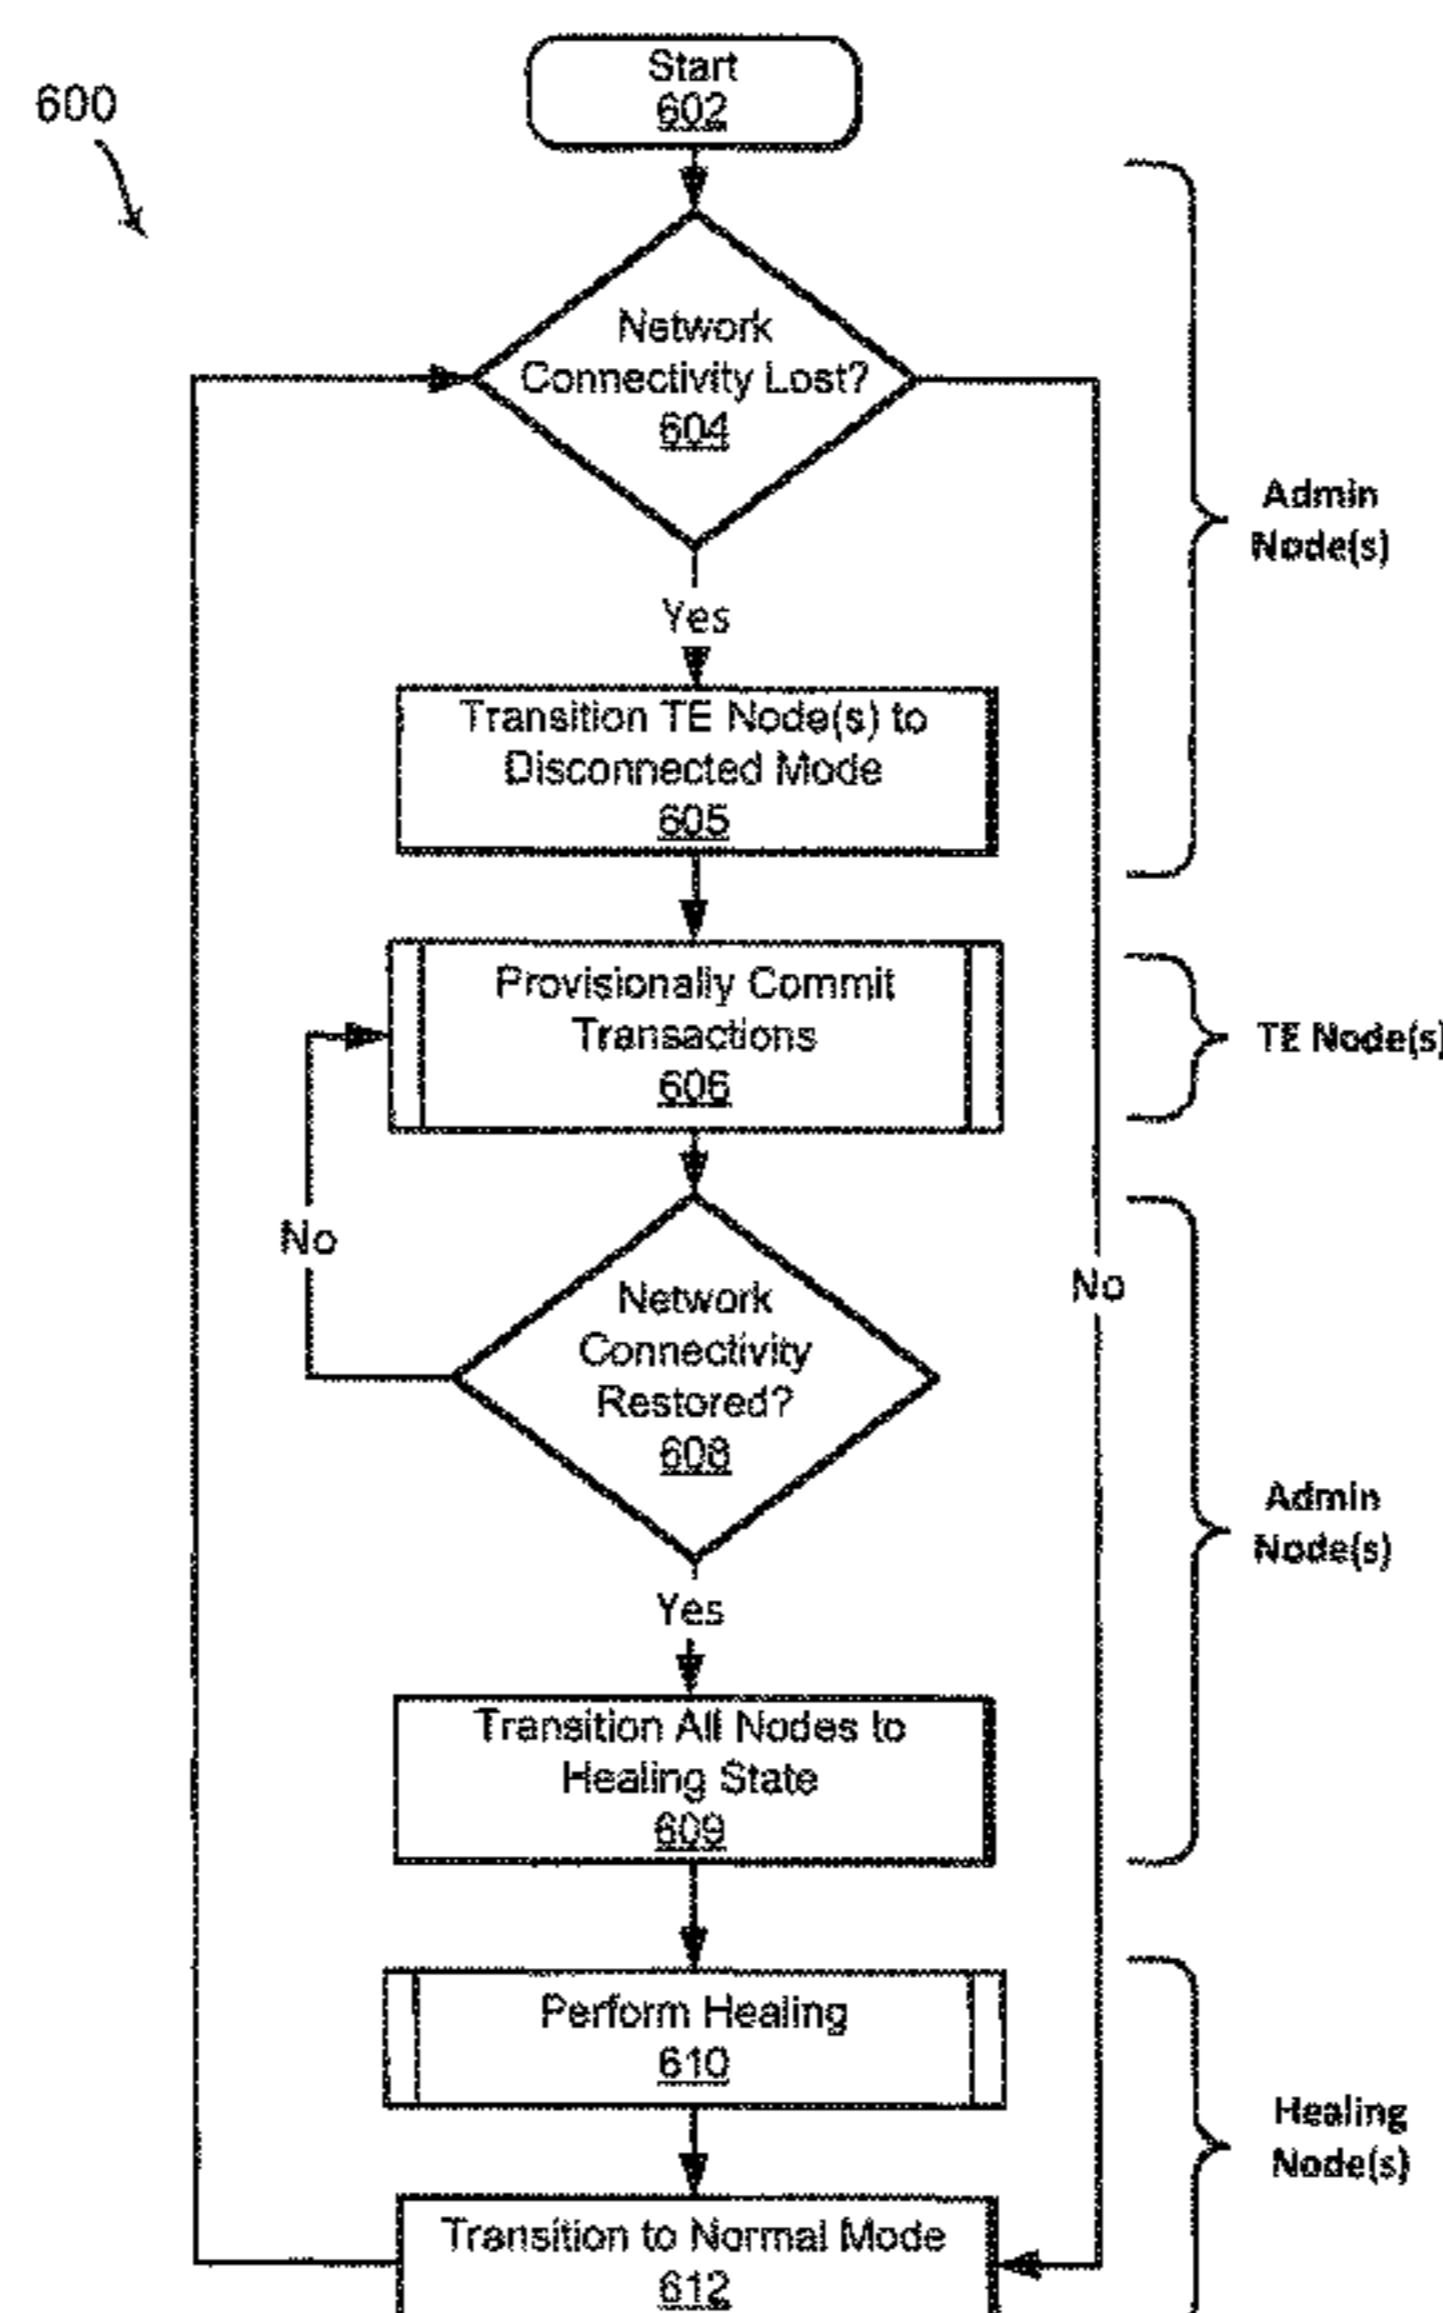 600
Start
602
Network
Connectivity Lost?
604
Admin
Node(s)
Yes
Transition TE Node(s) to
Disconnected Mode
605
Provisionally Commit
Transactions
606
TE Node(s)
No
No
Network
Connectivity
Restored?
608
Admin
Node(s)
Yes
Transition All Nodes to
Healing State
609
Perform Healing
610
Healing
Node(s)
Transition to Normal Mode
612